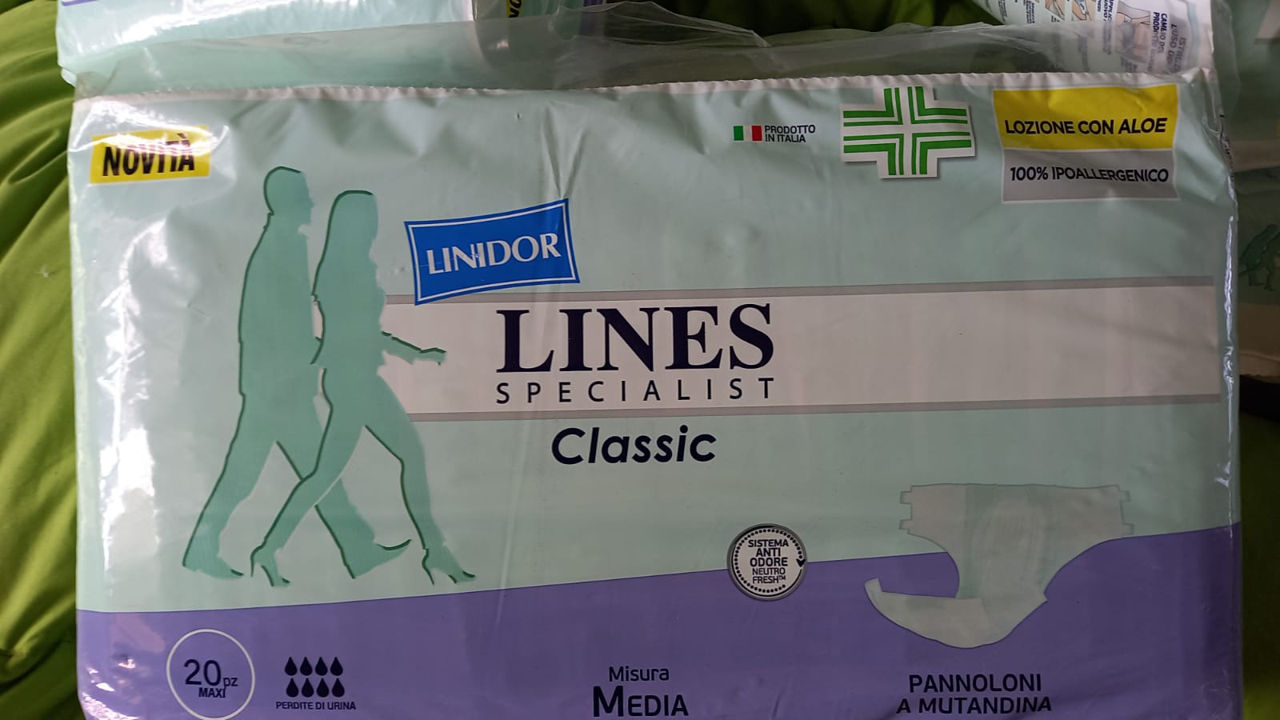 NOVITÀ
PRODOTTO
IN ITALIA
LOZIONE CON ALOE
100% IPOALLERGENICO
LINIDOR
LINES
SPECIALIST
Classic
SISTEMA
ANTI
ODORE
NEUTRO
FRESH™
20pz
MAXI
PERDITE DI URINA
Misura
MEDIA
PANNOLONI
A MUTANDINA